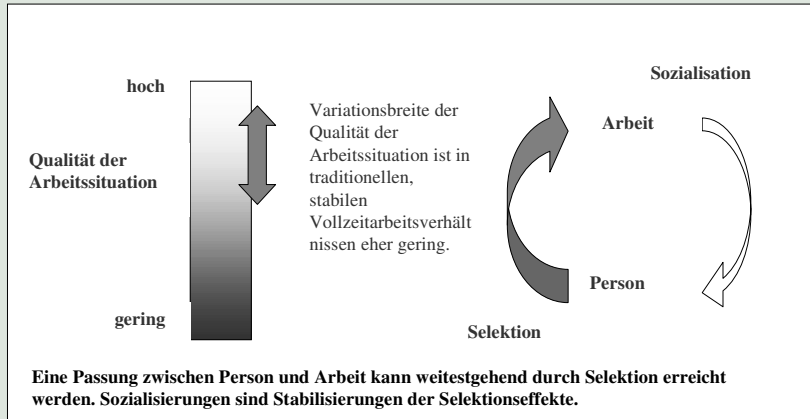 hoch
Qualität der
Arbeitssituation
gering
Variationsbreite der
Qualität der
Arbeitssituation ist in
traditionellen,
stabilen
Vollzeitarbeitsverhält
nissen eher gering.
Sozialisation
Arbeit
Person
Selektion
Eine Passung zwischen Person und Arbeit kann weitestgehend durch Selektion erreicht
werden. Sozialisierungen sind Stabilisierungen der Selektionseffekte.